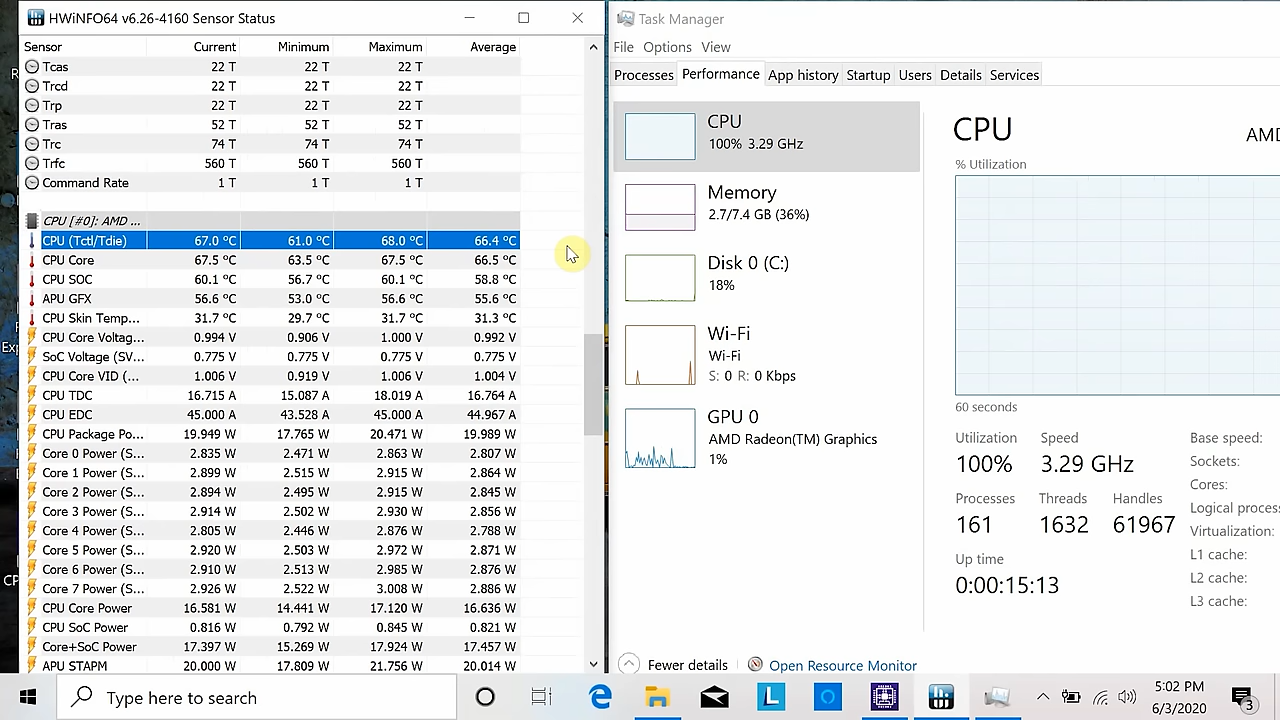 HWiNFO64 v6.26-4160 Sensor Status
Sensor Current Minimum Maximum Average
Tcas 22 T 22 T 22 T
Trcd 22 T 22 T 22 T
Trp 22 T 22 T 22 T
Tras 52 T 52 T 52 T
Trc 74 T 74 T 74 T
Trfc 560 T 560 T 560 T
Command Rate 1 T 1 T 1 T
CPU [#0]: AMD ...
CPU (Tctl/Tdie) 67.0 °C 61.0 °C 68.0 °C 66.4 °C
CPU Core 67.5 °C 63.5 °C 67.5 °C 66.5 °C
CPU SOC 60.1 °C 56.7 °C 60.1 °C 58.8 °C
APU GFX 56.6 °C 53.0 °C 56.6 °C 55.6 °C
CPU Skin Temp... 31.7 °C 29.7 °C 31.7 °C 31.3 °C
CPU Core Voltag... 0.994 V 0.906 V 1.000 V 0.992 V
SoC Voltage (SV... 0.775 V 0.775 V 0.775 V 0.775 V
CPU Core VID (... 1.006 V 0.919 V 1.006 V 1.004 V
CPU TDC 16.715 A 15.087 A 18.019 A 16.764 A
CPU EDC 45.000 A 43.528 A 45.000 A 44.967 A
CPU Package Po... 19.949 W 17.765 W 20.471 W 19.989 W
Core 0 Power (S... 2.835 W 2.471 W 2.863 W 2.807 W
Core 1 Power (S... 2.899 W 2.515 W 2.915 W 2.864 W
Core 2 Power (S... 2.894 W 2.495 W 2.915 W 2.845 W
Core 3 Power (S... 2.914 W 2.502 W 2.930 W 2.856 W
Core 4 Power (S... 2.805 W 2.446 W 2.876 W 2.788 W
Core 5 Power (S... 2.920 W 2.503 W 2.972 W 2.871 W
Core 6 Power (S... 2.910 W 2.513 W 2.985 W 2.876 W
Core 7 Power (S... 2.926 W 2.522 W 3.008 W 2.886 W
CPU Core Power 16.581 W 14.441 W 17.120 W 16.636 W
CPU SoC Power 0.816 W 0.792 W 0.845 W 0.821 W
Core+SoC Power 17.397 W 15.269 W 17.924 W 17.457 W
APU STAPM 20.000 W 17.809 W 21.756 W 20.014 W
Task Manager
File Options View
Processes Performance App history Startup Users Details Services
CPU
100% 3.29 GHz
Memory
2.7/7.4 GB (36%)
Disk 0 (C:)
18%
Wi-Fi
Wi-Fi
S: 0 R: 0 Kbps
GPU 0
AMD Radeon(TM) Graphics
1%
CPU AMD
% Utilization
60 seconds
Utilization Speed Base speed:
100% 3.29 GHz Sockets:
Cores:
Processes Threads Handles Logical proces
161 1632 61967 Virtualization:
L1 cache:
Up time L2 cache:
0:00:15:13 L3 cache:
Fewer details Open Resource Monitor
Type here to search
5:02 PM
6/3/2020
3